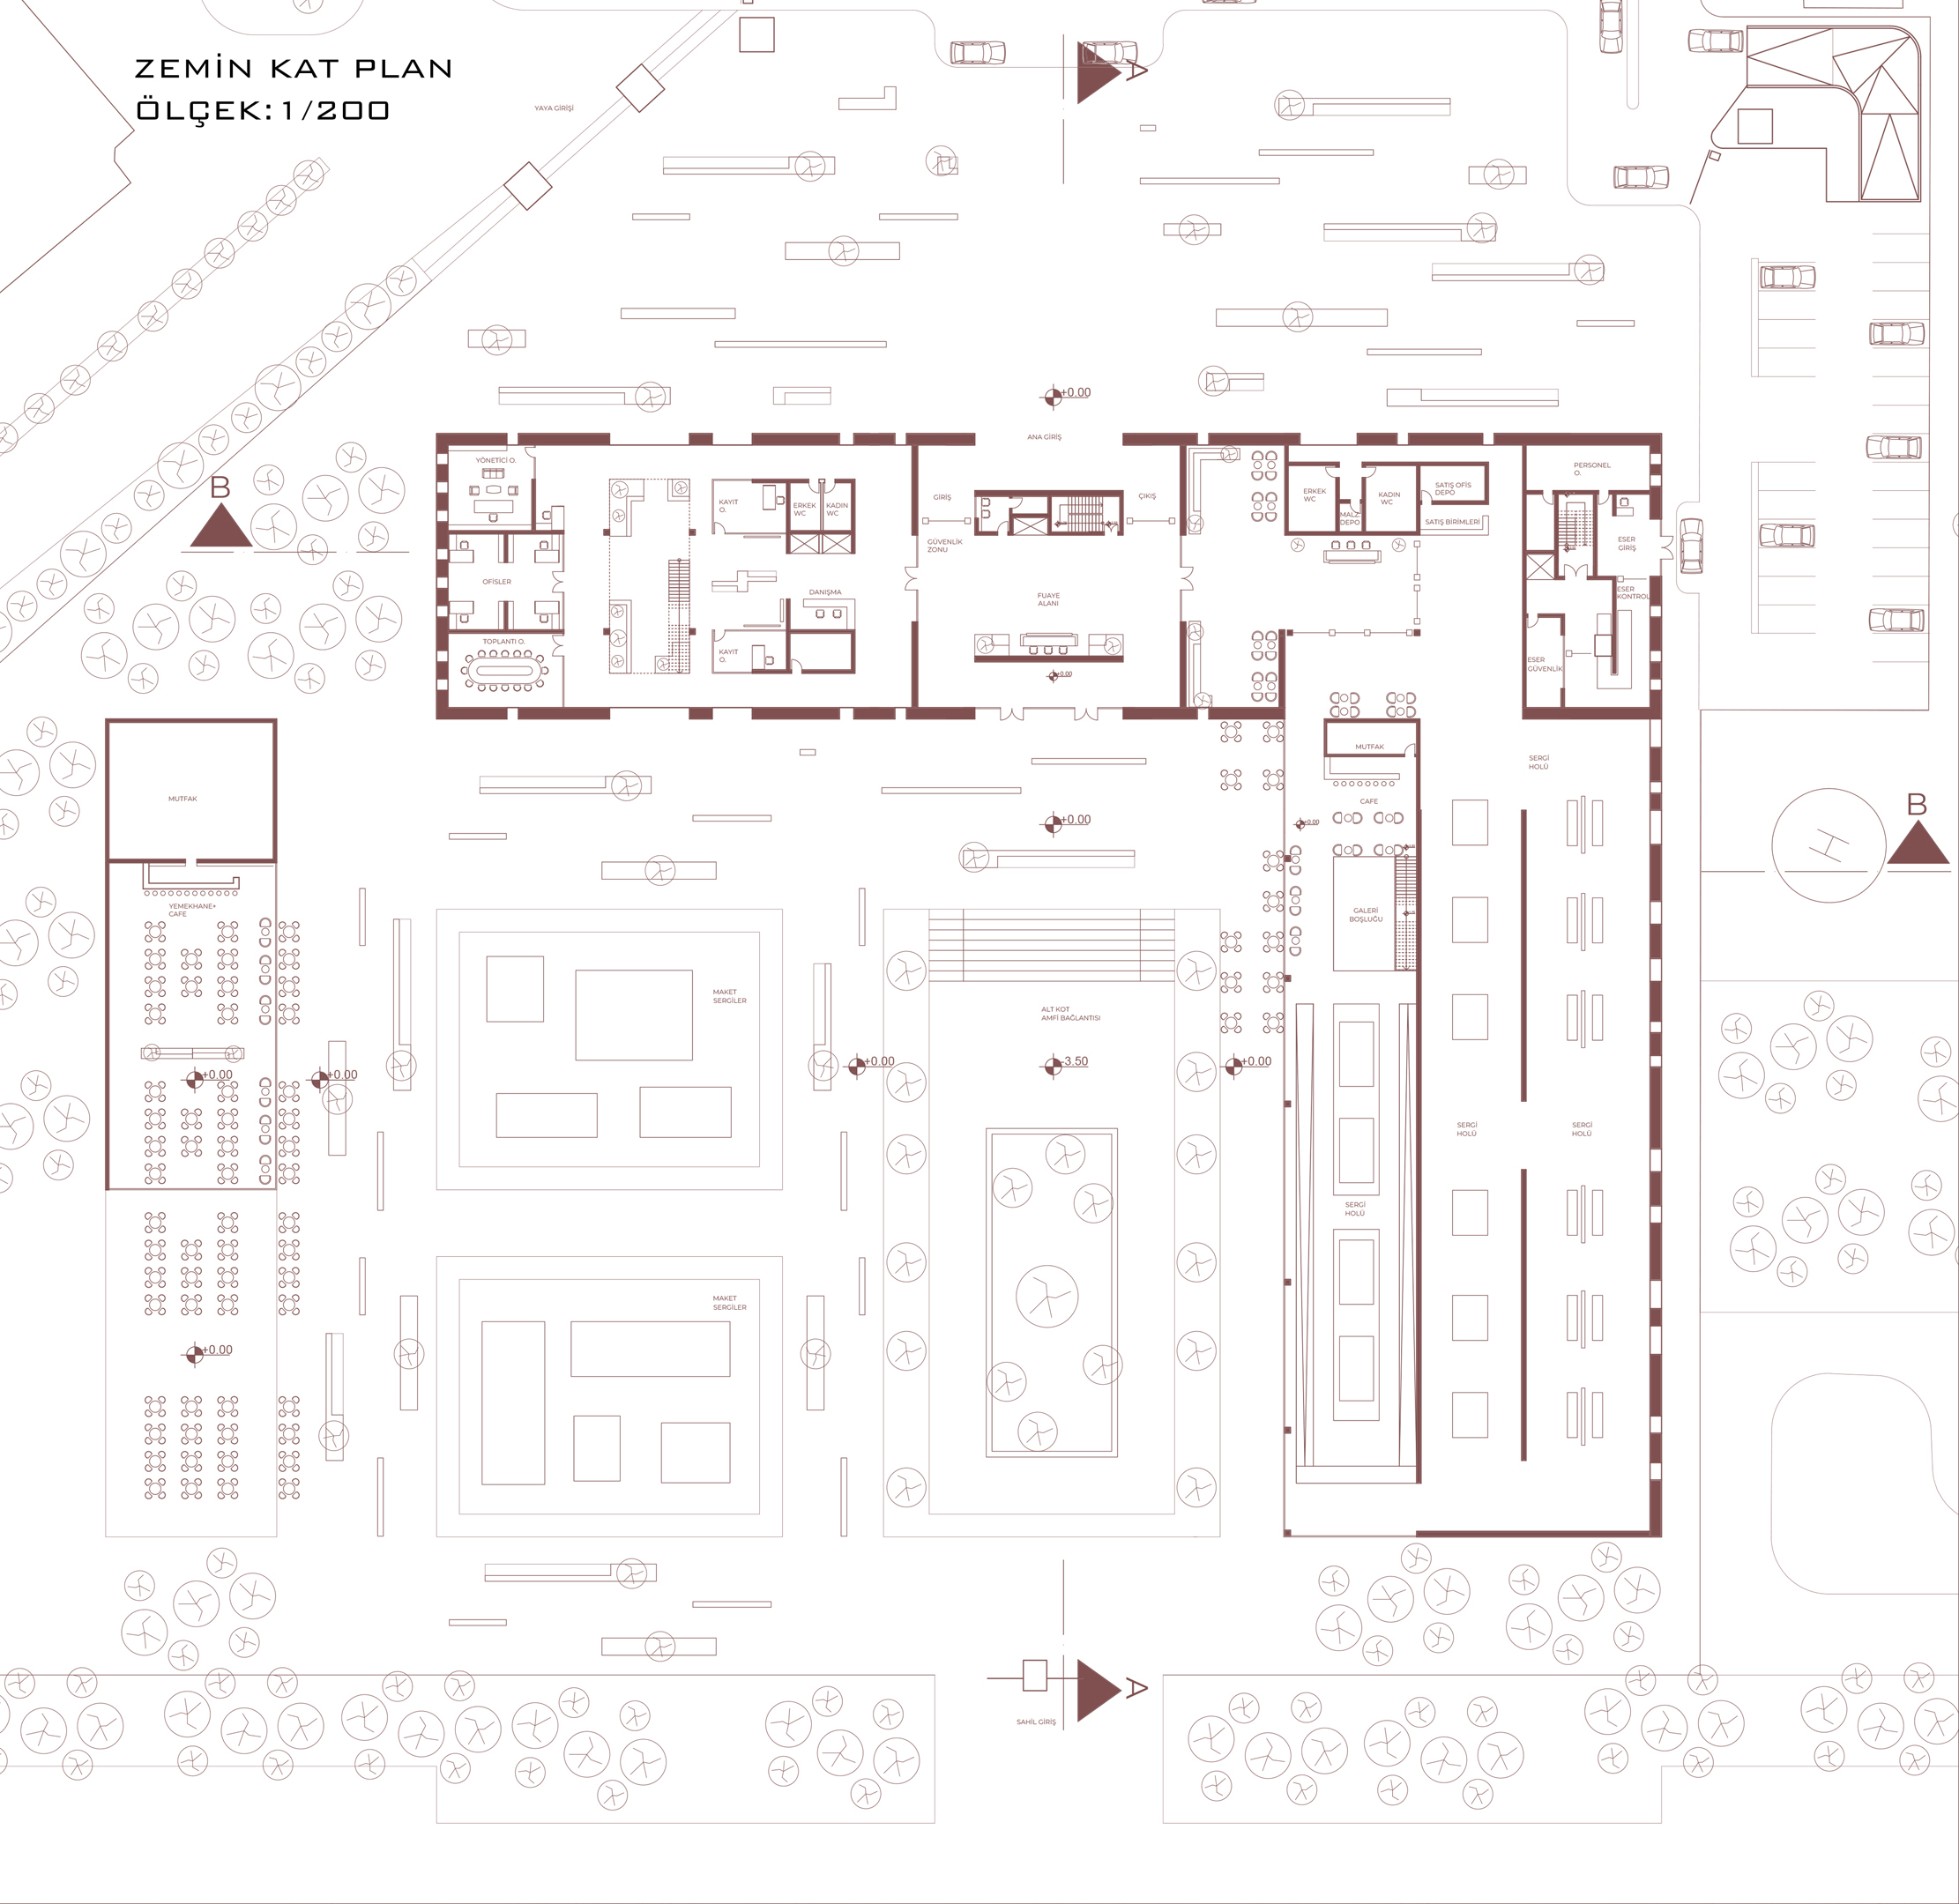 ZEMİN KAT PLAN
ÖLÇEK:1/200
YAYA GİRİŞİ
A
+0.00
ANA GİRİŞ
B
YÖNETİCİ O.
KAYIT
O.
ERKEK
WC
KADIN
WC
GİRİŞ
ÇIKIŞ
GÜVENLİK
ZONU
ERKEK
WC
MALZ.
DEPO
KADIN
WC
SATIŞ OFİS
DEPO
SATIŞ BİRİMLERİ
PERSONEL
O.
ESER
GİRİŞ
ESER
KONTROL
OFİSLER
DANIŞMA
FUAYE
ALANI
TOPLANTI O.
KAYIT
O.
ESER
GÜVENLİK
+0.00
MUTFAK
SERGİ
HOLÜ
MUTFAK
CAFE
+0.00
+0.00
B
YEMEKHANE+
CAFE
GALERİ
BOŞLUĞU
MAKET
SERGİLER
ALT KOT
AMFİ BAĞLANTISI
+0.00
+0.00
+0.00
-3.50
+0.00
SERGİ
HOLÜ
SERGİ
HOLÜ
SERGİ
HOLÜ
MAKET
SERGİLER
+0.00
A
SAHİL GİRİŞ